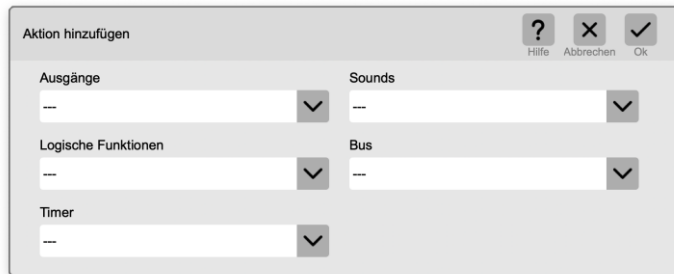 Aktion hinzufügen
?
Hilfe
Abbrechen
Ok
Ausgänge
---
Sounds
---
Logische Funktionen
---
Bus
---
Timer
---